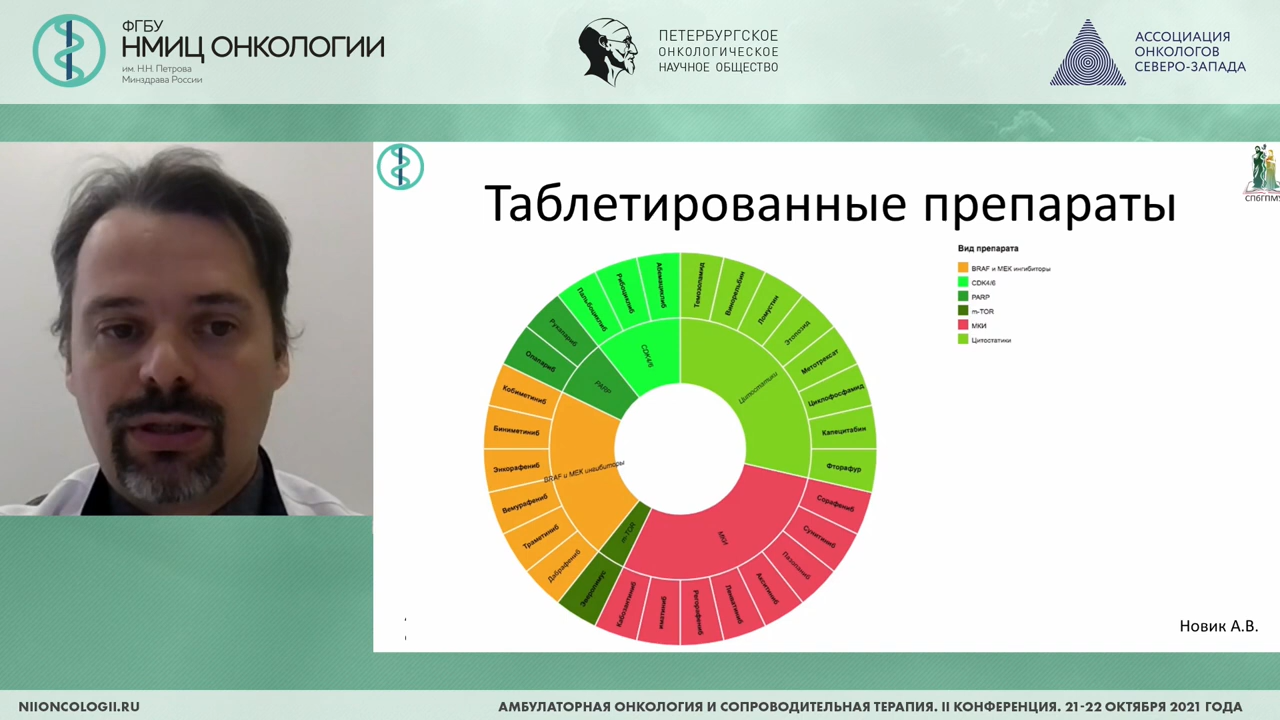 ФГБУ
НМИЦ ОНКОЛОГИИ
им. Н.Н. Петрова
Минздрава России
ПЕТЕРБУРГСКОЕ
ОНКОЛОГИЧЕСКОЕ
НАУЧНОЕ ОБЩЕСТВО
АССОЦИАЦИЯ
ОНКОЛОГОВ
СЕВЕРО-ЗАПАДА
СПбГПМУ
Таблетированные препараты
Вид препарата
BRAF и MEK ингибиторы
CDK4/6
PARP
m-TOR
МКИ
Цитостатики
Темозоламид
Винорельбин
Ломустин
Этопозид
Метотрексат
Циклофосфамид
Капецитабин
Фторафур
Сорафениб
Сунитиниб
Пазопаниб
Акситиниб
Ленватиниб
Регорафениб
иматиниб
Кабозантиниб
Эверолимус
Дабрафениб
Траметиниб
Вемурафениб
Энкорафениб
Биниметиниб
Кобиметиниб
Олапариб
Рукапариб
Пальбоциклиб
Рибоциклиб
Абемациклиб
Цитостатики
МКИ
m-TOR
BRAF и MEK ингибиторы
PARP
CDK4/6
Новик А.В.
NIIONCOLOGII.RU
АМБУЛАТОРНАЯ ОНКОЛОГИЯ И СОПРОВОДИТЕЛЬНАЯ ТЕРАПИЯ. II КОНФЕРЕНЦИЯ. 21-22 ОКТЯБРЯ 2021 ГОДА